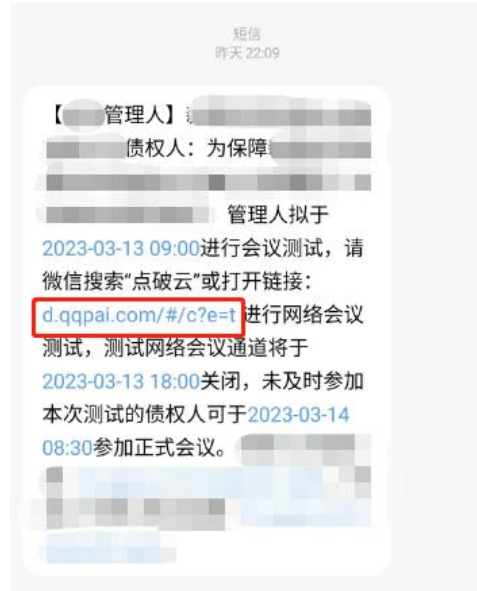 短信
昨天 22:09
【管理人】
债权人：为保障
管理人拟于
2023-03-13 09:00进行会议测试，请
微信搜索“点破云”或打开链接：
d.qqpai.com/#/c?e=t 进行网络会议
测试，测试网络会议通道将于
2023-03-13 18:00关闭，未及时参加
本次测试的债权人可于2023-03-14
08:30参加正式会议。